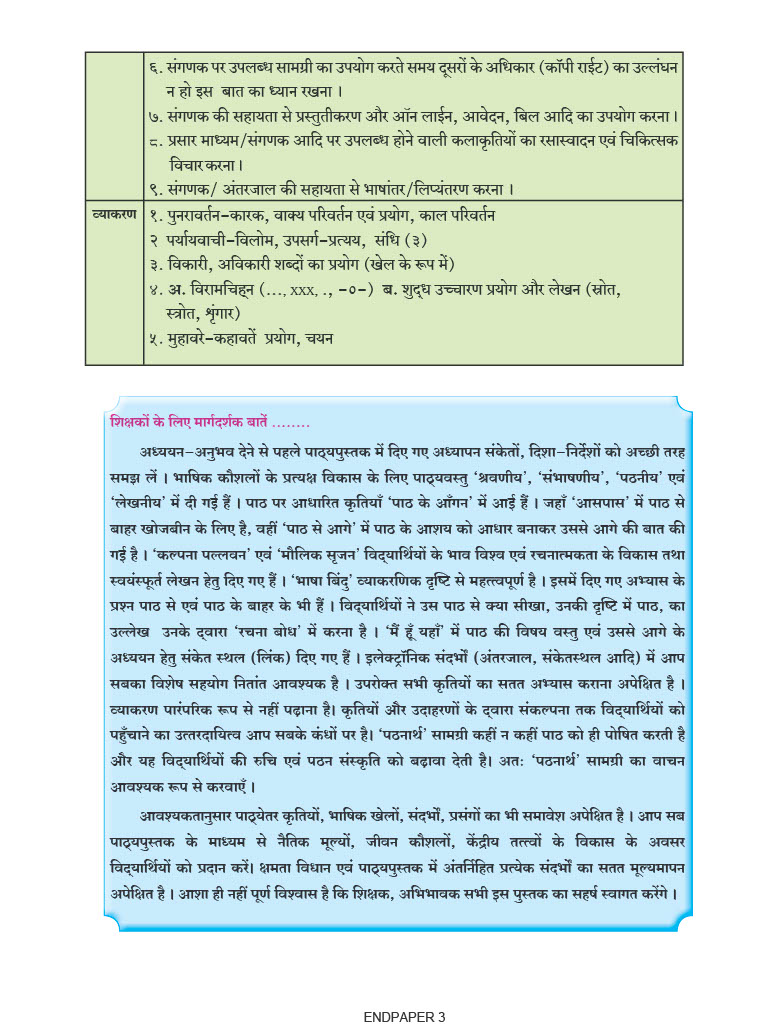 ६. संगणक पर उपलब्ध सामग्री का उपयोग करते समय दूसरों के अधिकार (कॉपी राईट) का उल्लंघन
न हो इस बात का ध्यान रखना ।
७. संगणक की सहायता से प्रस्तुतीकरण और ऑन लाईन, आवेदन, बिल आदि का उपयोग करना ।
८. प्रसार माध्यम/संगणक आदि पर उपलब्ध होने वाली कलाकृतियों का रसास्वादन एवं चिकित्सक
विचार करना ।
९. संगणक/ अंतरजाल की सहायता से भाषांतर/लिप्यंतरण करना ।
व्याकरण १. पुनरावर्तन-कारक, वाक्य परिवर्तन एवं प्रयोग, काल परिवर्तन
२ पर्यायवाची-विलोम, उपसर्ग-प्रत्यय, संधि (३)
३. विकारी, अविकारी शब्दों का प्रयोग (खेल के रूप में)
४. अ. विरामचिह्न (..., xxx, ., -०-) ब. शुद्ध उच्चारण प्रयोग और लेखन (स्रोत,
स्त्रोत, शृंगार)
५. मुहावरे-कहावतें प्रयोग, चयन
शिक्षकों के लिए मार्गदर्शक बातें ........
अध्ययन-अनुभव देने से पहले पाठ्यपुस्तक में दिए गए अध्यापन संकेतों, दिशा-निर्देशों को अच्छी तरह
समझ लें । भाषिक कौशलों के प्रत्यक्ष विकास के लिए पाठ्यवस्तु ‘श्रवणीय’, ‘संभाषणीय’, ‘पठनीय’ एवं
‘लेखनीय’ में दी गई हैं । पाठ पर आधारित कृतियाँ ‘पाठ के आँगन’ में आई हैं । जहाँ ‘आसपास’ में पाठ से
बाहर खोजबीन के लिए है, वहीं ‘पाठ से आगे’ में पाठ के आशय को आधार बनाकर उससे आगे की बात की
गई है । ‘कल्पना पल्लवन’ एवं ‘मौलिक सृजन’ विद्यार्थियों के भाव विश्व एवं रचनात्मकता के विकास तथा
स्वयंस्फूर्त लेखन हेतु दिए गए हैं । ‘भाषा बिंदु’ व्याकरणिक दृष्टि से महत्त्वपूर्ण है । इसमें दिए गए अभ्यास के
प्रश्न पाठ से एवं पाठ के बाहर के भी हैं । विद्यार्थियों ने उस पाठ से क्या सीखा, उनकी दृष्टि में पाठ, का
उल्लेख उनके द्वारा ‘रचना बोध’ में करना है । ‘मैं हूँ यहाँ’ में पाठ की विषय वस्तु एवं उससे आगे के
अध्ययन हेतु संकेत स्थल (लिंक) दिए गए हैं । इलेक्ट्रॉनिक संदर्भों (अंतरजाल, संकेतस्थल आदि) में आप
सबका विशेष सहयोग नितांत आवश्यक है । उपरोक्त सभी कृतियों का सतत अभ्यास कराना अपेक्षित है ।
व्याकरण पारंपरिक रूप से नहीं पढ़ाना है। कृतियों और उदाहरणों के द्वारा संकल्पना तक विद्यार्थियों को
पहुँचाने का उत्तरदायित्व आप सबके कंधों पर है। ‘पठनार्थ’ सामग्री कहीं न कहीं पाठ को ही पोषित करती है
और यह विद्यार्थियों की रुचि एवं पठन संस्कृति को बढ़ावा देती है। अतः ‘पठनार्थ’ सामग्री का वाचन
आवश्यक रूप से करवाएँ ।
आवश्यकतानुसार पाठ्येतर कृतियों, भाषिक खेलों, संदर्भों, प्रसंगों का भी समावेश अपेक्षित है । आप सब
पाठ्यपुस्तक के माध्यम से नैतिक मूल्यों, जीवन कौशलों, केंद्रीय तत्त्वों के विकास के अवसर
विद्यार्थियों को प्रदान करें। क्षमता विधान एवं पाठ्यपुस्तक में अंतर्निहित प्रत्येक संदर्भों का सतत मूल्यमापन
अपेक्षित है । आशा ही नहीं पूर्ण विश्वास है कि शिक्षक, अभिभावक सभी इस पुस्तक का सहर्ष स्वागत करेंगे ।
ENDPAPER 3